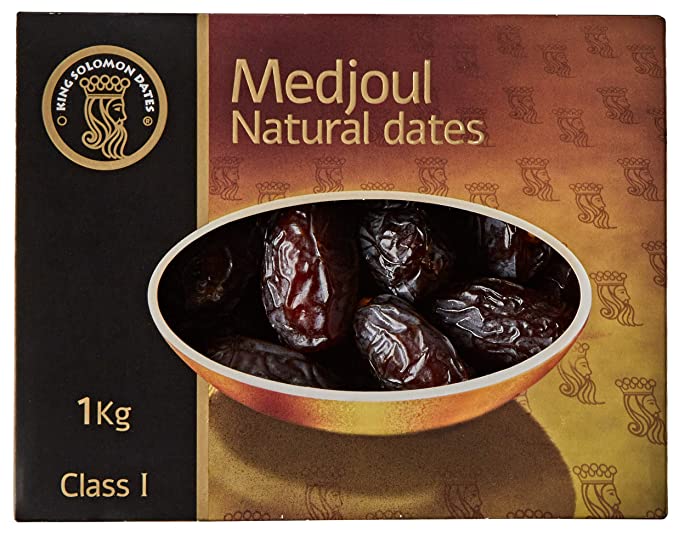 KING SOLOMON DATES
®
Medjoul
Natural dates
1Kg
Class I